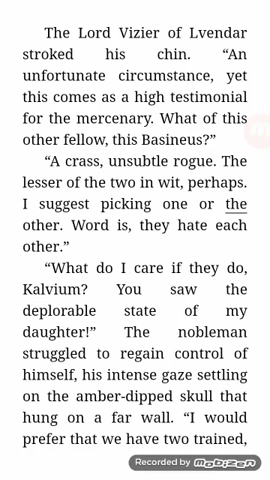 The Lord Vizier of Lvendar
stroked his chin. “An
unfortunate circumstance, yet
this comes as a high testimonial
for the mercenary. What of this
other fellow, this Basineus?”
“A crass, unsubtle rogue. The
lesser of the two in wit, perhaps.
I suggest picking one or the
other. Word is, they hate each
other.”
“What do I care if they do,
Kalvium? You saw the
deplorable state of my
daughter!” The nobleman
struggled to regain control of
himself, his intense gaze settling
on the amber-dipped skull that
hung on a far wall. “I would
prefer that we have two trained,
Recorded by mobizen